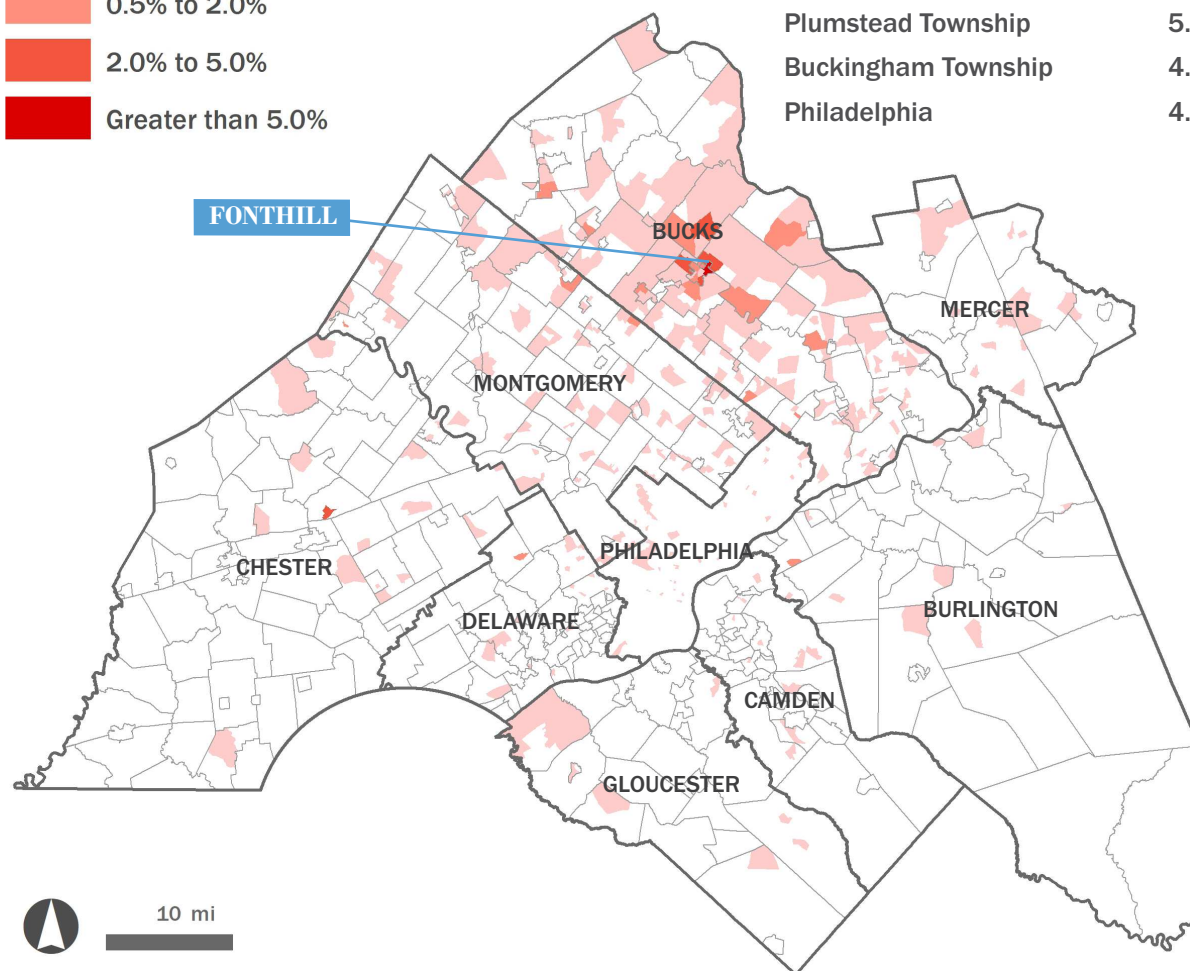 0.5% to 2.0%
2.0% to 5.0%
Greater than 5.0%
Plumstead Township 5.
Buckingham Township 4.
Philadelphia 4.
FONTHILL
BUCKS
MERCER
MONTGOMERY
PHILADELPHIA
CHESTER
DELAWARE
BURLINGTON
CAMDEN
GLOUCESTER
10 mi